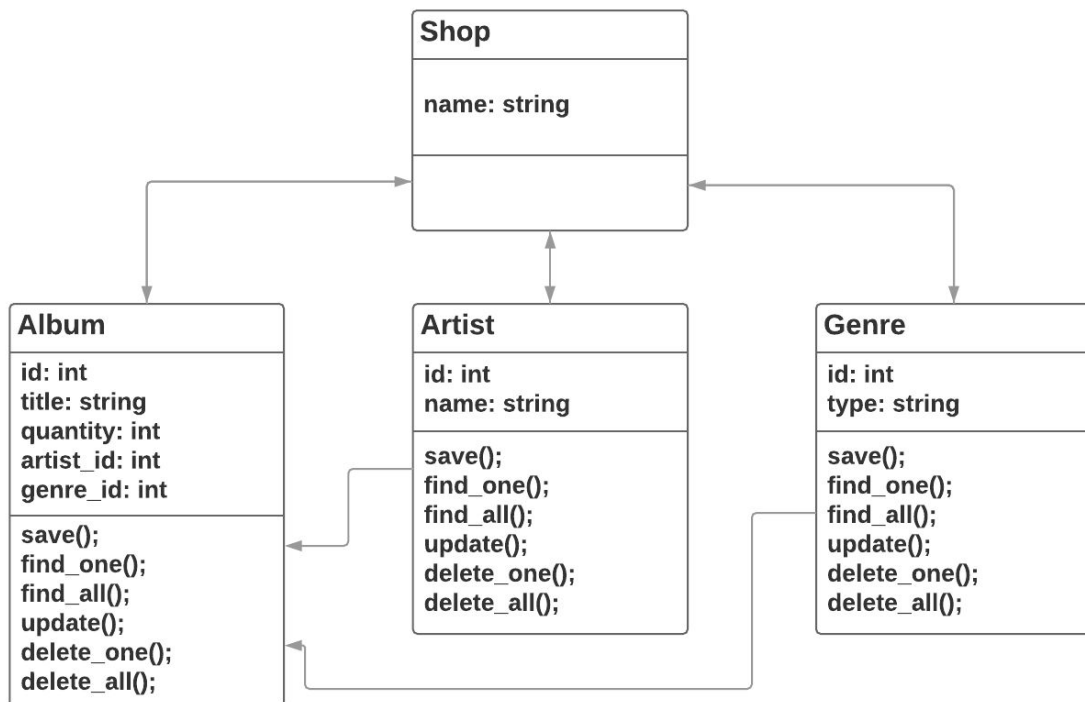 Shop
name: string
Album
id: int
title: string
quantity: int
artist_id: int
genre_id: int
save();
find_one();
find_all();
update();
delete_one();
delete_all();
Artist
id: int
name: string
save();
find_one();
find_all();
update();
delete_one();
delete_all();
Genre
id: int
type: string
save();
find_one();
find_all();
update();
delete_one();
delete_all();